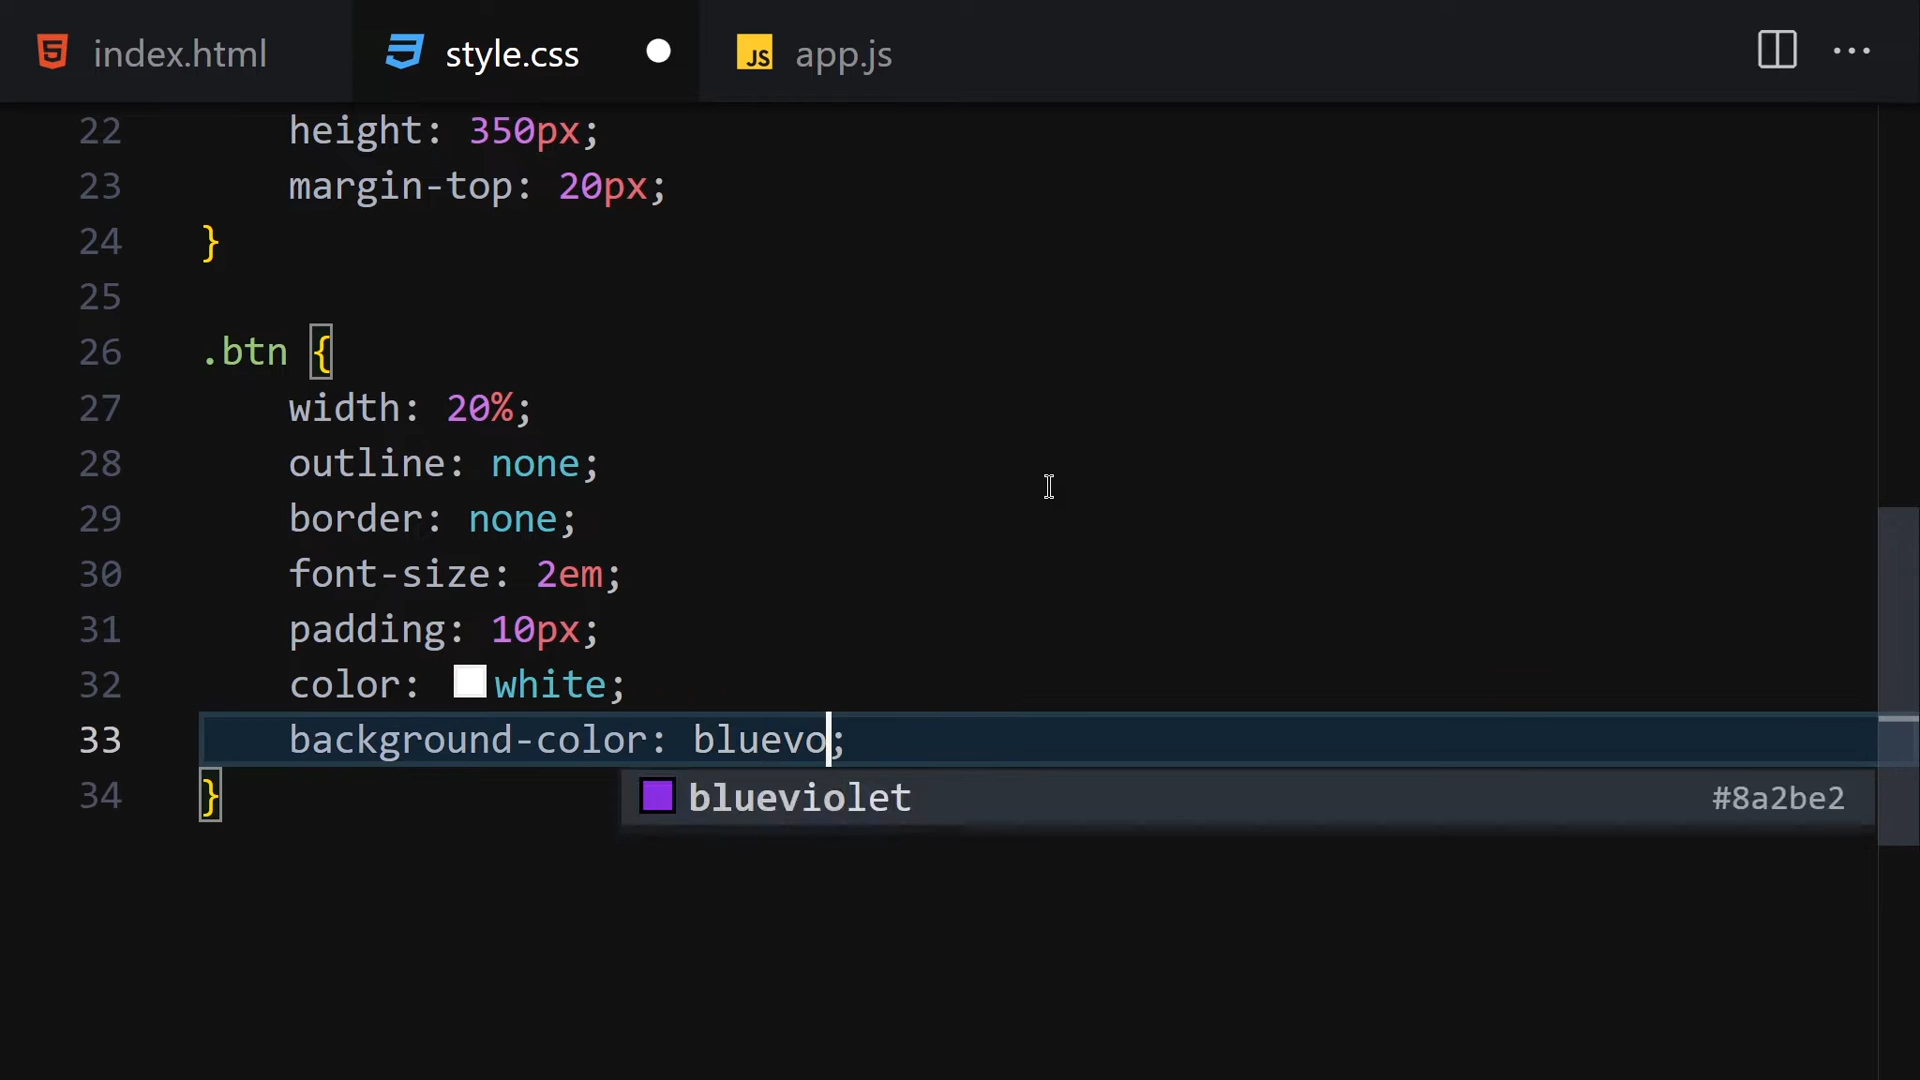 index.html style.css JS app.js
22 height: 350px;
23 margin-top: 20px;
24 }
25
26 .btn {
27 width: 20%;
28 outline: none;
29 border: none;
30 font-size: 2em;
31 padding: 10px;
32 color: white;
33 background-color: bluevo;
34 } blueviolet #8a2be2